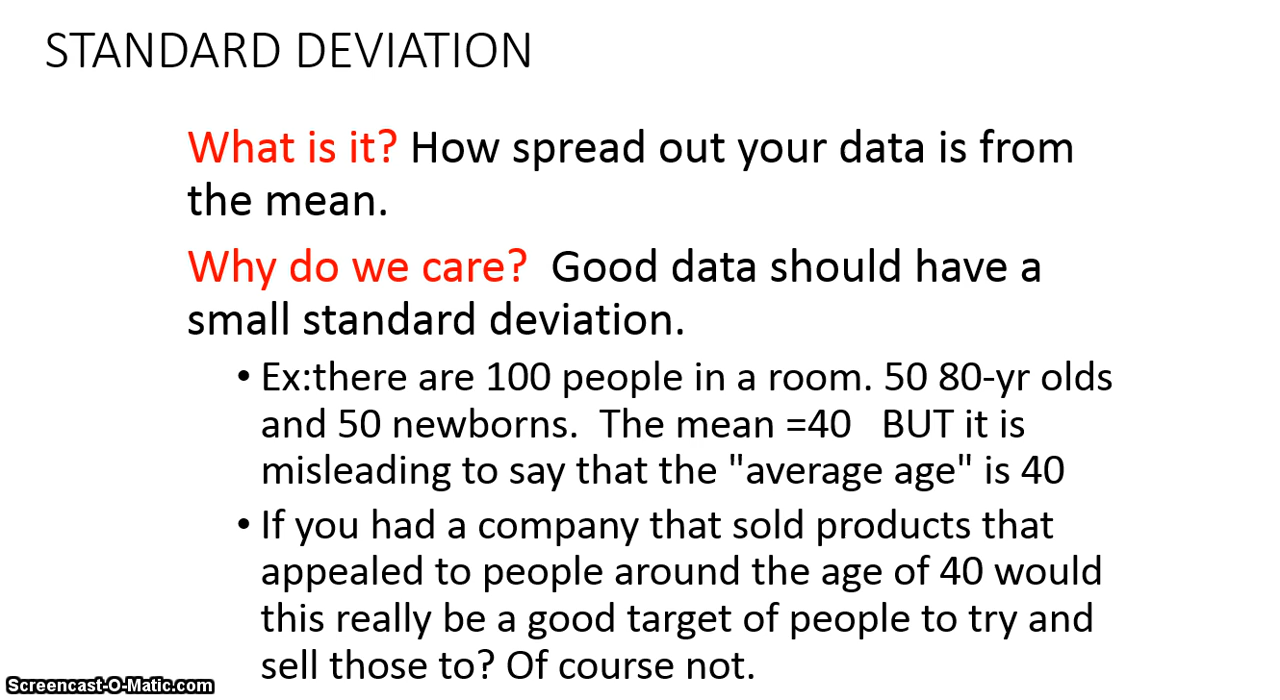 STANDARD DEVIATION
What is it? How spread out your data is from
the mean.
Why do we care?  Good data should have a
small standard deviation.
• Ex:there are 100 people in a room. 50 80-yr olds
and 50 newborns.  The mean =40   BUT it is
misleading to say that the "average age" is 40
• If you had a company that sold products that
appealed to people around the age of 40 would
this really be a good target of people to try and
sell those to? Of course not.
Screencast-O-Matic.com